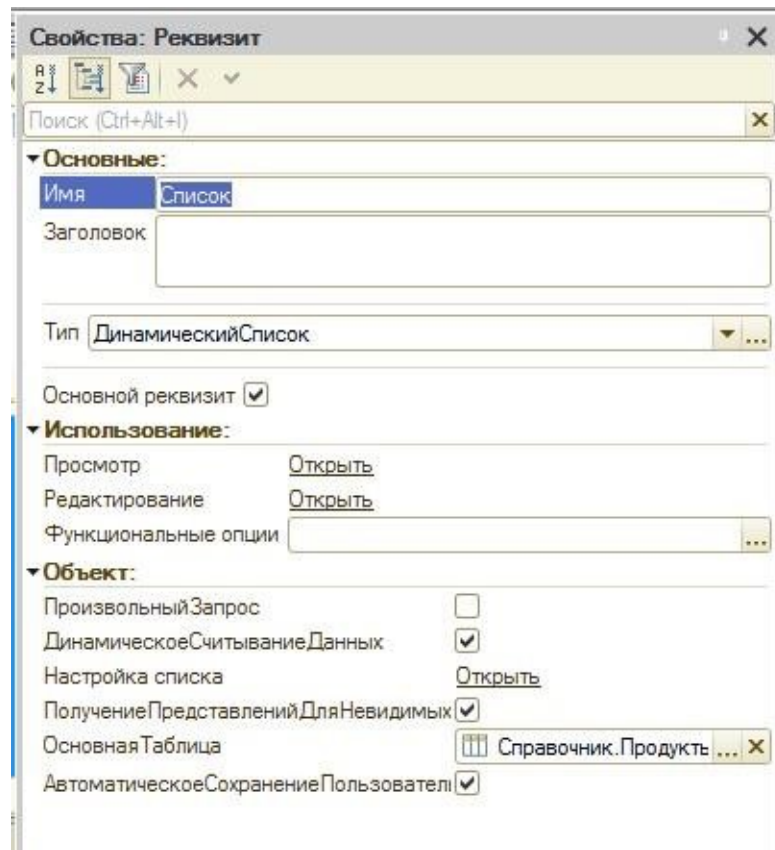 Свойства: Реквизит
Поиск (Ctrl+Alt+I)
Основные:
Имя Список
Заголовок
Тип ДинамическийСписок ...
Основной реквизит
Использование:
Просмотр Открыть
Редактирование Открыть
Функциональные опции ...
Объект:
ПроизвольныйЗапрос
ДинамическоеСчитываниеДанных
Настройка списка Открыть
ПолучениеПредставленийДляНевидимых
ОсновнаяТаблица Справочник.Продукть ...
АвтоматическоеСохранениеПользовател